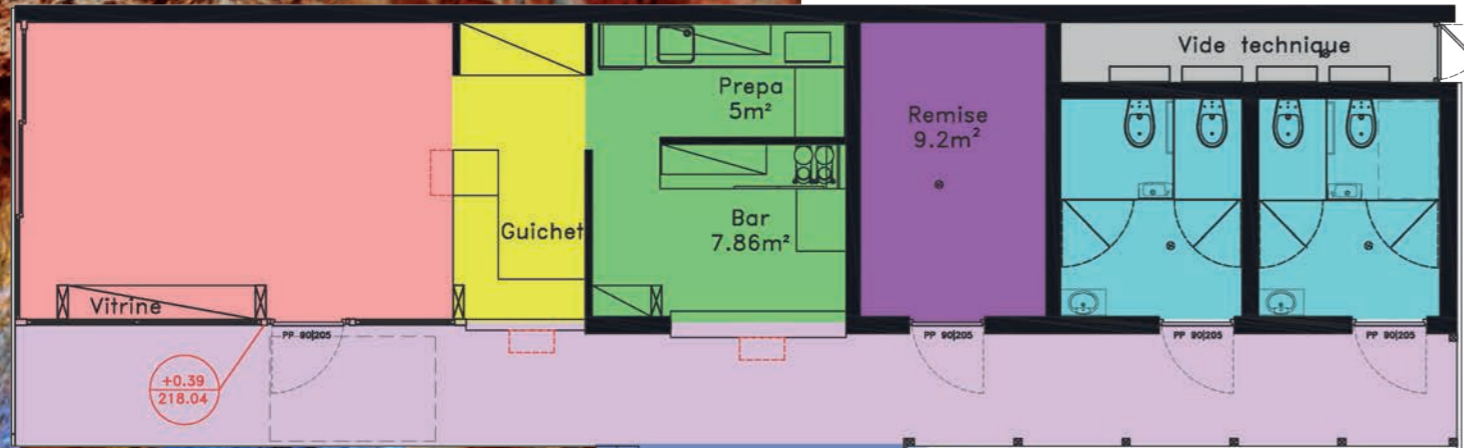 Vide technique
Prepa
5m²
Remise
9.2m²
Guichet
Bar
7.86m²
Vitrine
PP 90|205
PP 90|205
PP 90|205
PP 90|205
+0.39
218.04